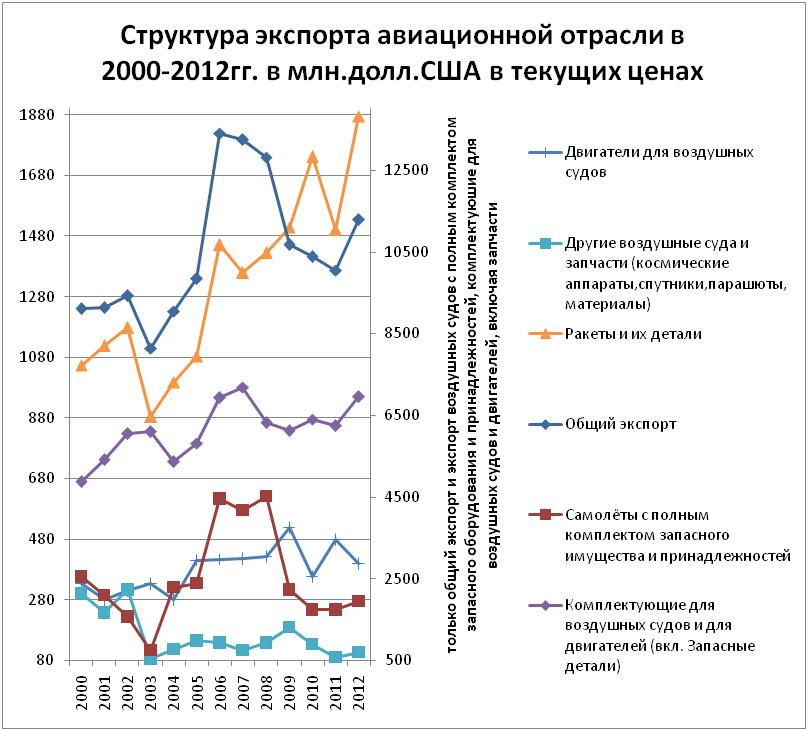 Структура экспорта авиационной отрасли в
2000-2012гг. в млн.долл.США в текущих ценах
1880
1680
1480
1280
1080
880
680
480
280
80
12500
10500
8500
6500
4500
2500
500
2000
2001
2002
2003
2004
2005
2006
2007
2008
2009
2010
2011
2012
только общий экспорт и экспорт воздушных судов с полным комплектом
запасного оборудования и принадлежностей, комплектуюшие для
воздушных судов и двигателей, включая запчасти
Двигатели для воздушных
судов
Другие воздушные суда и
запчасти (космические
аппараты,спутники,парашюты,
материалы)
Ракеты и их детали
Общий экспорт
Самолёты с полным
комплектом запасного
имущества и принадлежностей
Комплектующие для
воздушных судов и для
двигателей (вкл. Запасные
детали)